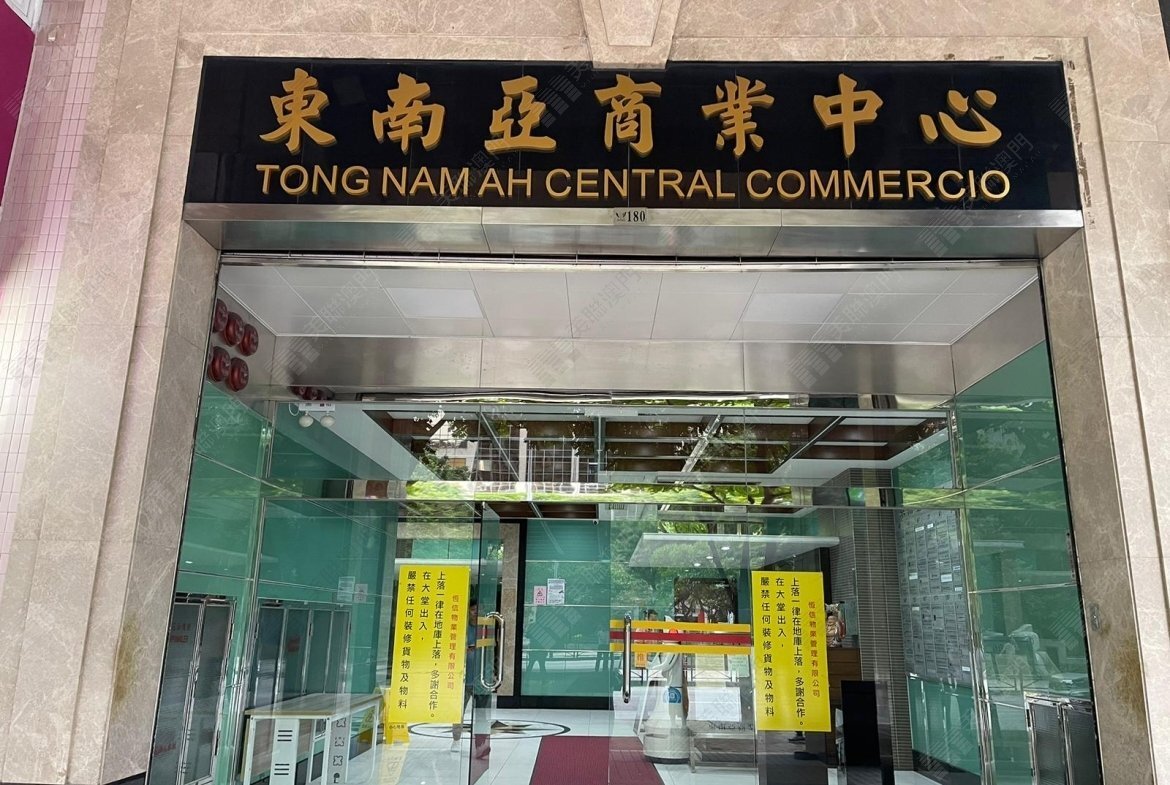 東南亞商業中心
TONG NAM AH CENTRAL COMMERCIO
180
嚴禁任何裝修貨物及物料
在大堂出入，
上落一律在地庫上落，多謝合作。
恆信物業管理有限公司
嚴禁任何裝修貨物及物料
在大堂出入，
上落一律在地庫上落，多謝合作。
恆信物業管理有限公司
美聯澳門